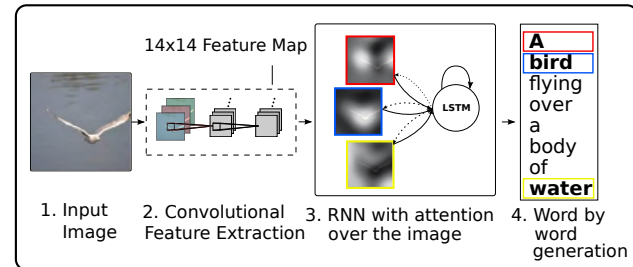 14x14 Feature Map
LSTM
A
bird
flying
over
a
body
of
water
1. Input
Image
2. Convolutional
Feature Extraction
3. RNN with attention
over the image
4. Word by
word
generation